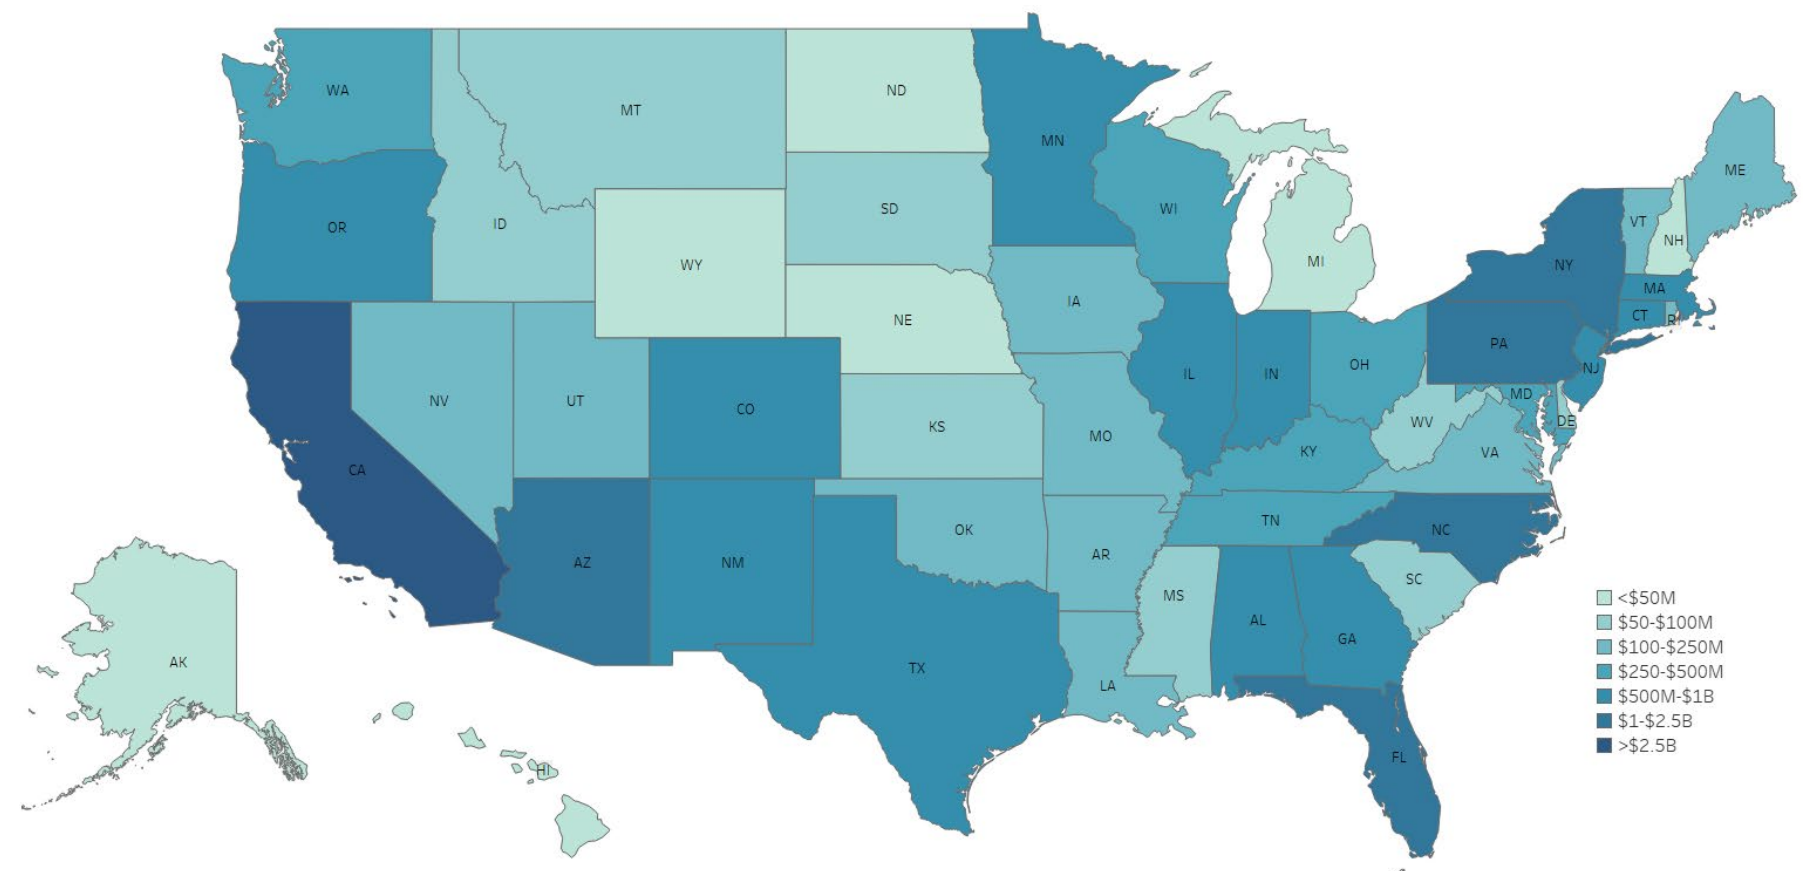 WA
MT
ND
MN
ME
OR
ID
SD
WI
VT
NH
WY
MI
NY
MA
IA
NE
CT
RI
PA
OH
NJ
IL
IN
MD
NV
UT
CO
KS
WV
DE
MO
KY
VA
CA
TN
OK
NC
AR
AZ
NM
SC
MS
AL
GA
AK
TX
LA
FL
HI
<$50M
$50-$100M
$100-$250M
$250-$500M
$500M-$1B
$1-$2.5B
>$2.5B